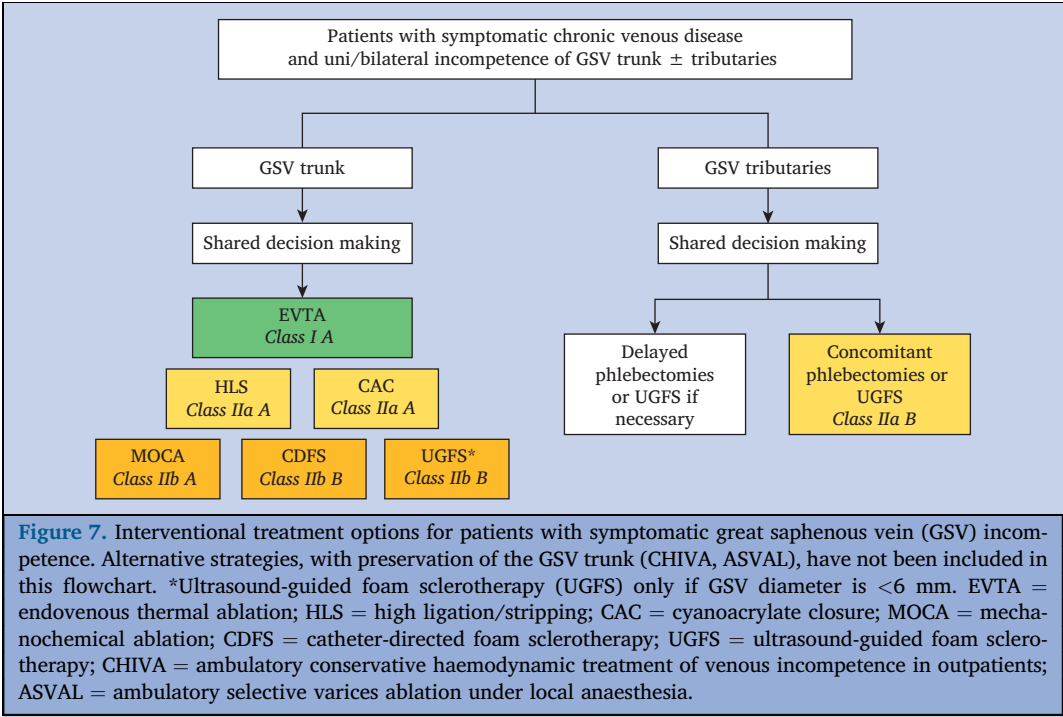 Patients with symptomatic chronic venous disease
and uni/bilateral incompetence of GSV trunk ± tributaries
GSV trunk
GSV tributaries
Shared decision making
Shared decision making
EVTA
Class I A
HLS
Class IIa A
CAC
Class IIa A
MOCA
Class IIb A
CDFS
Class IIb B
UGFS*
Class IIb B
Delayed
phlebectomies
or UGFS if
necessary
Concomitant
phlebectomies or
UGFS
Class IIa B
Figure 7. Interventional treatment options for patients with symptomatic great saphenous vein (GSV) incom-
petence. Alternative strategies, with preservation of the GSV trunk (CHIVA, ASVAL), have not been included in
this flowchart. *Ultrasound-guided foam sclerotherapy (UGFS) only if GSV diameter is <6 mm. EVTA =
endovenous thermal ablation; HLS = high ligation/stripping; CAC = cyanoacrylate closure; MOCA = mecha-
nochemical ablation; CDFS = catheter-directed foam sclerotherapy; UGFS = ultrasound-guided foam sclero-
therapy; CHIVA = ambulatory conservative haemodynamic treatment of venous incompetence in outpatients;
ASVAL = ambulatory selective varices ablation under local anaesthesia.